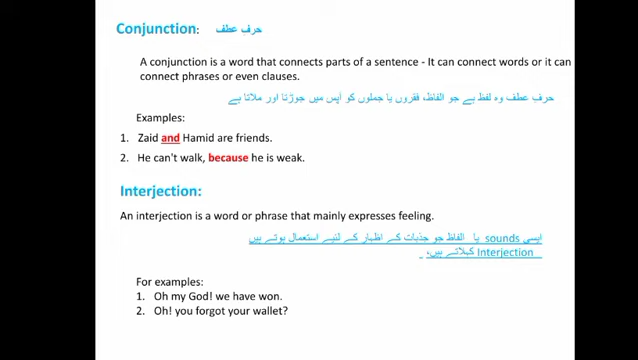 Conjunction: حرفِ عطف
A conjunction is a word that connects parts of a sentence - It can connect words or it can
connect phrases or even clauses.
حرفِ عطف وہ لفظ ہے جو الفاظ، فقروں یا جملوں کو آپس میں جوڑتا اور ملاتا ہے
Examples:
1. Zaid and Hamid are friends.
2. He can't walk, because he is weak.
Interjection:
An interjection is a word or phrase that mainly expresses feeling.
ایسی sounds یا الفاظ جو جذبات کے اظہار کے لئیے استعمال ہوتے ہیں
Interjection کہلاتے ہیں،
For examples:
1. Oh my God! we have won.
2. Oh! you forgot your wallet?